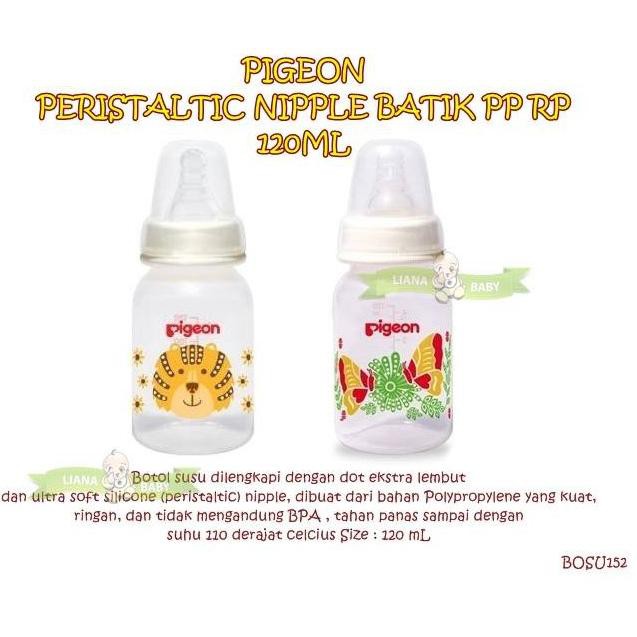 PIGEON
PERISTALTIC NIPPLE BATIK PP RP
120ML
LIANA BABY
Pigeon
Pigeon
LIANA BABY
Botol susu dilengkapi dengan dot ekstra lembut
dan ultra soft silicone (peristaltic) nipple, dibuat dari bahan Polypropylene yang kuat,
ringan, dan tidak mengandung BPA , tahan panas sampai dengan
suhu 110 derajat celcius Size : 120 mL
BOSU152